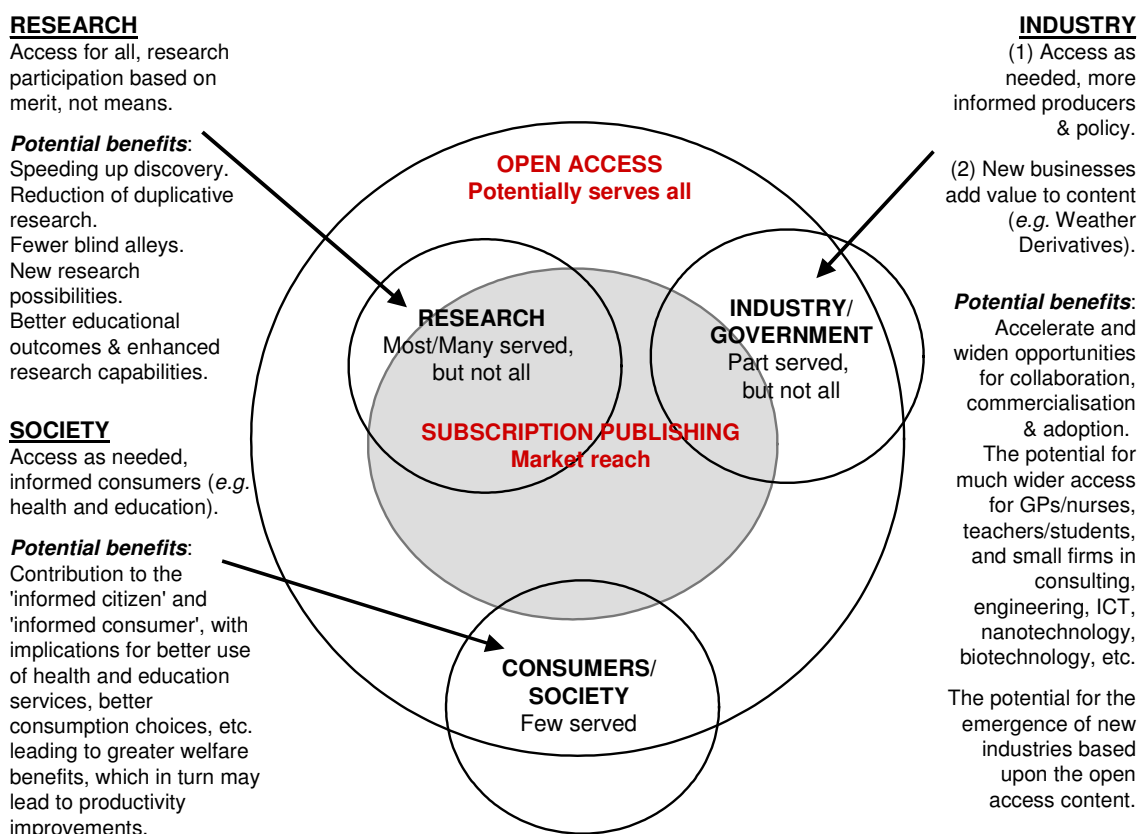 RESEARCH
Access for all, research
participation based on
merit, not means.
Potential benefits:
Speeding up discovery.
Reduction of duplicative
research.
Fewer blind alleys.
New research
possibilities.
Better educational
outcomes & enhanced
research capabilities.
SOCIETY
Access as needed,
informed consumers (e.g.
health and education).
Potential benefits:
Contribution to the
'informed citizen' and
'informed consumer', with
implications for better use
of health and education
services, better
consumption choices, etc.
leading to greater welfare
benefits, which in turn may
lead to productivity
improvements.
OPEN ACCESS
Potentially serves all
RESEARCH
Most/Many served,
but not all
INDUSTRY/
GOVERNMENT
Part served,
but not all
SUBSCRIPTION PUBLISHING
Market reach
CONSUMERS/
SOCIETY
Few served
INDUSTRY
(1) Access as
needed, more
informed producers
& policy.
(2) New businesses
add value to content
(e.g. Weather
Derivatives).
Potential benefits:
Accelerate and
widen opportunities
for collaboration,
commercialisation
& adoption.
The potential for
much wider access
for GPs/nurses,
teachers/students,
and small firms in
consulting,
engineering, ICT,
nanotechnology,
biotechnology, etc.
The potential for the
emergence of new
industries based
upon the open
access content.